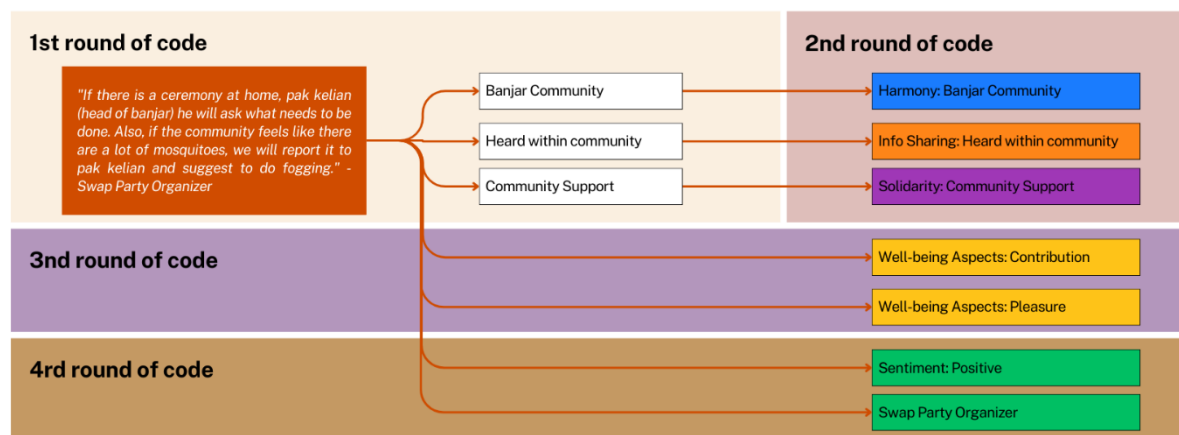 1st round of code
2nd round of code
"If there is a ceremony at home, pak kelian
(head of banjar) he will ask what needs to be
done. Also, if the community feels like there
are a lot of mosquitoes, we will report it to
pak kelian and suggest to do fogging." -
Swap Party Organizer
Banjar Community
Harmony: Banjar Community
Heard within community
Info Sharing: Heard within community
Community Support
Solidarity: Community Support
3nd round of code
Well-being Aspects: Contribution
Well-being Aspects: Pleasure
4rd round of code
Sentiment: Positive
Swap Party Organizer